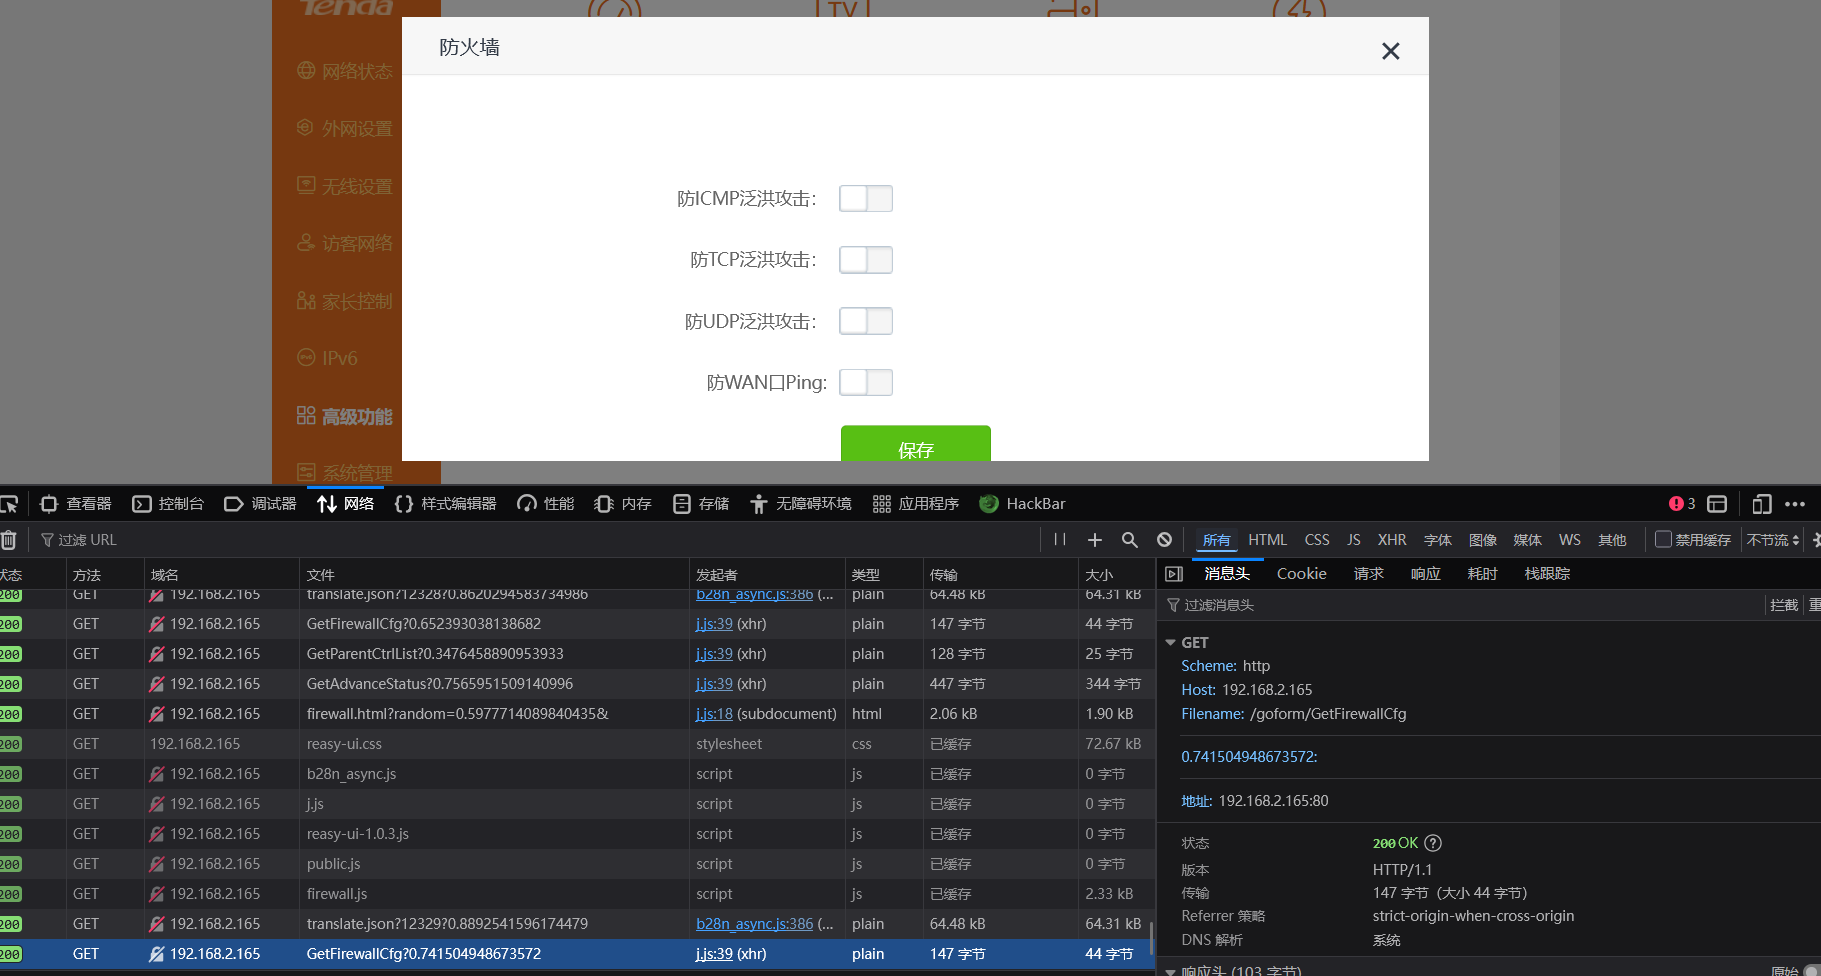 Tenda
TV
防火墙
网络状态
外网设置
无线设置
访客网络
家长控制
IPv6
高级功能
系统管理
防ICMP泛洪攻击：
防TCP泛洪攻击：
防UDP泛洪攻击：
防WAN口Ping:
保存
查看器 控制台 调试器 网络 样式编辑器 性能 内存 存储 无障碍环境 应用程序 HackBar 3
过滤 URL 所有 HTML CSS JS XHR 字体 图像 媒体 WS 其他 禁用缓存 不节流
状态 方法 域名 文件 发起者 类型 传输 大小
200 GET 192.168.2.165 translate.json?12328?0.8620294583734986 b28n_async.js:386 (... plain 64.48 kB 64.31 kB
200 GET 192.168.2.165 GetFirewallCfg?0.652393038138682 j.js:39 (xhr) plain 147 字节 44 字节
200 GET 192.168.2.165 GetParentCtrlList?0.3476458890953933 j.js:39 (xhr) plain 128 字节 25 字节
200 GET 192.168.2.165 GetAdvanceStatus?0.7565951509140996 j.js:39 (xhr) plain 447 字节 344 字节
200 GET 192.168.2.165 firewall.html?random=0.597771408984043​5& j.js:18 (subdocument) html 2.06 kB 1.90 kB
200 GET 192.168.2.165 reasy-ui.css stylesheet css 已缓存 72.67 kB
200 GET 192.168.2.165 b28n_async.js script js 已缓存 0 字节
200 GET 192.168.2.165 j.js script js 已缓存 0 字节
200 GET 192.168.2.165 reasy-ui-1.0.3.js script js 已缓存 0 字节
200 GET 192.168.2.165 public.js script js 已缓存 0 字节
200 GET 192.168.2.165 firewall.js script js 已缓存 2.33 kB
200 GET 192.168.2.165 translate.json?12329?0.8892541596174479 b28n_async.js:386 (... plain 64.48 kB 64.31 kB
200 GET 192.168.2.165 GetFirewallCfg?0.741504948673572 j.js:39 (xhr) plain 147 字节 44 字节
消息头 Cookie 请求 响应 耗时 栈跟踪
过滤消息头 拦截 重
GET
Scheme: http
Host: 192.168.2.165
Filename: /goform/GetFirewallCfg
0.741504948673572:
地址: 192.168.2.165:80
状态 200 OK
版本 HTTP/1.1
传输 147 字节（大小 44 字节）
Referrer 策略 strict-origin-when-cross-origin
DNS 解析 系统
响应头 (103 字节) 原始